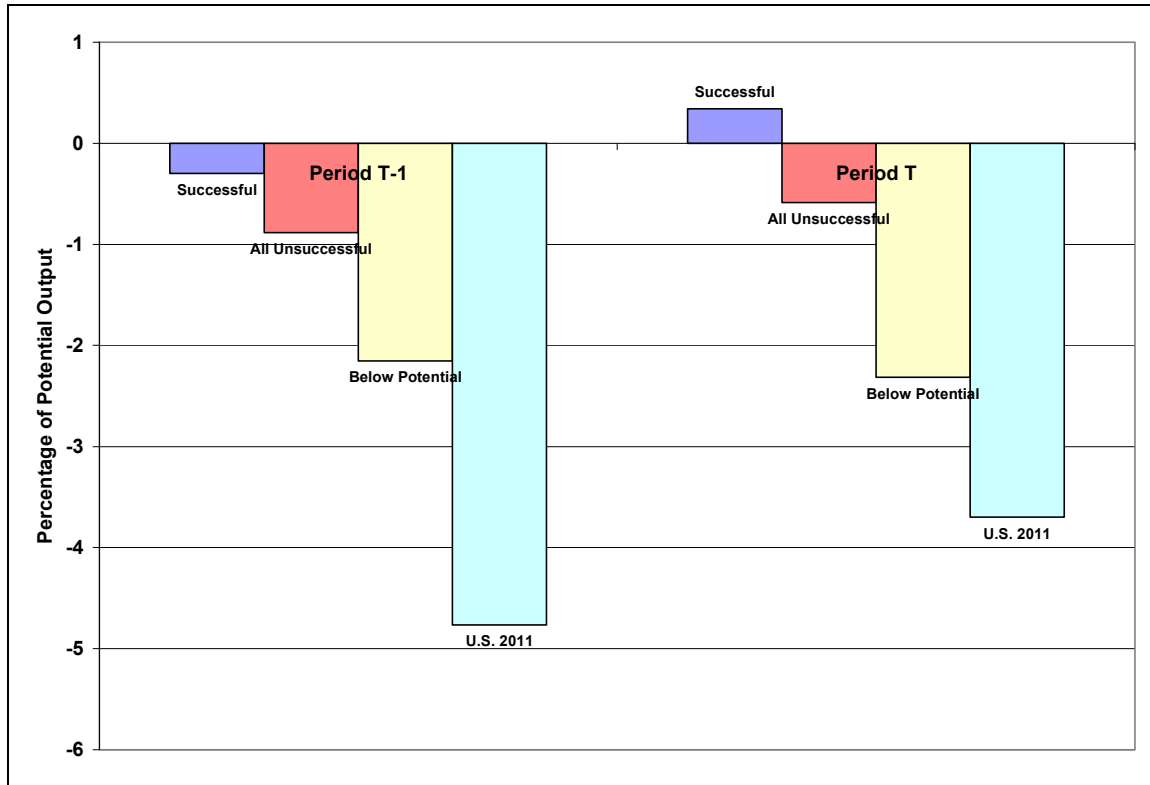 1
0
-1
-2
-3
-4
-5
-6
Percentage of Potential Output
Successful
Period T-1
All Unsuccessful
Below Potential
U.S. 2011
Successful
Period T
All Unsuccessful
Below Potential
U.S. 2011